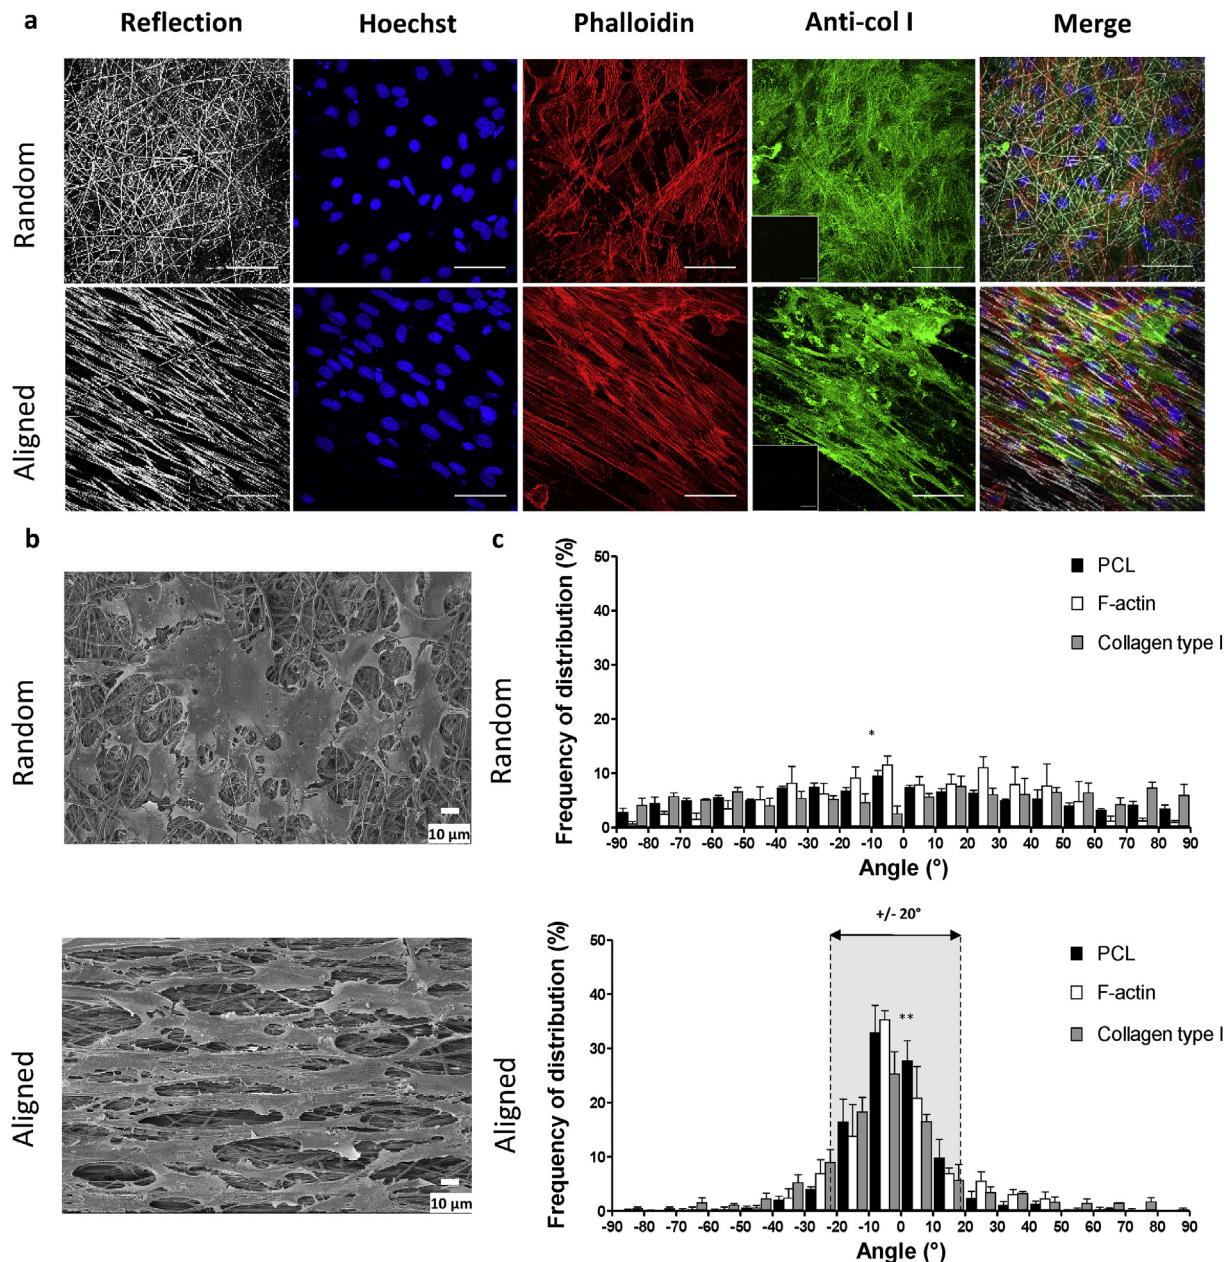 a Reflection Hoechst Phalloidin Anti-col I Merge
Random
Aligned
b
Random
10 µm
Aligned
10 µm
c
Random
Frequency of distribution (%)
50
40
30
20
10
0
-90 -80 -70 -60 -50 -40 -30 -20 -10 0 10 20 30 40 50 60 70 80 90
Angle (°)
*
PCL
F-actin
Collagen type I
Aligned
Frequency of distribution (%)
50
40
30
20
10
0
-90 -80 -70 -60 -50 -40 -30 -20 -10 0 10 20 30 40 50 60 70 80 90
Angle (°)
+/- 20°
**
PCL
F-actin
Collagen type I